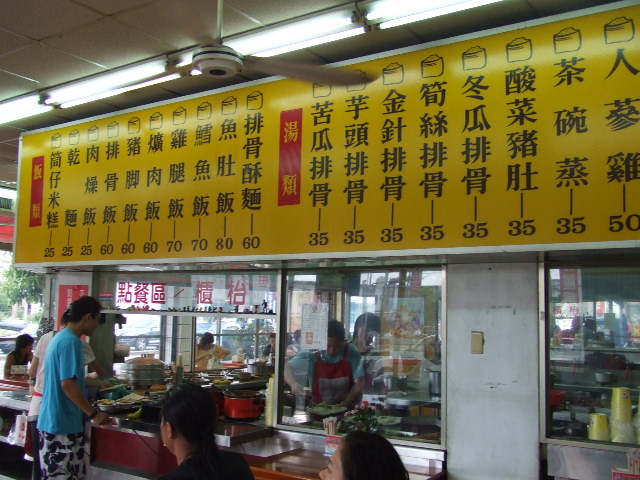 飯類
筒仔米糕 25
乾麵 25
肉燥飯 25
排骨飯 60
豬脚飯 60
爌肉飯 60
雞腿飯 70
鱈魚飯 70
魚肚飯 80
排骨酥麵 60
湯類
苦瓜排骨 35
芋頭排骨 35
金針排骨 35
筍絲排骨 35
冬瓜排骨 35
酸菜豬肚 35
茶碗蒸 35
人蔘雞 50
點餐區
櫃枱